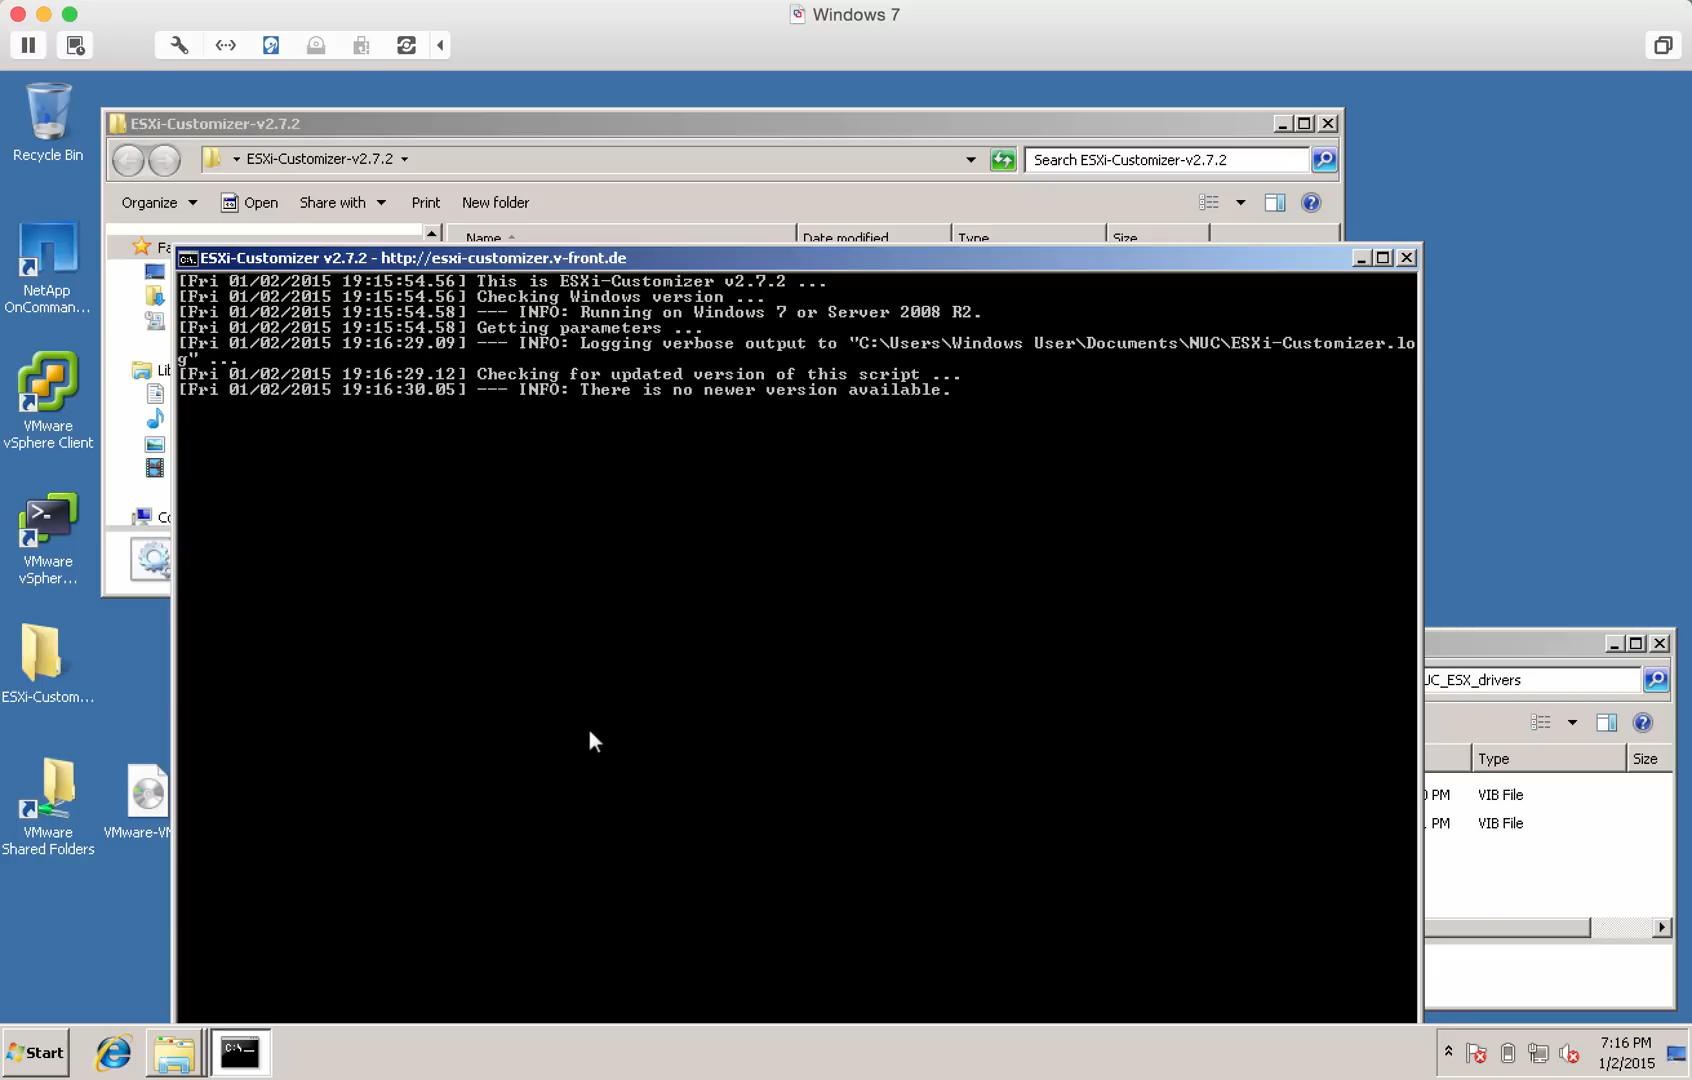 Windows 7
Recycle Bin
ESXi-Customizer-v2.7.2
ESXi-Customizer-v2.7.2
Search ESXi-Customizer-v2.7.2
Organize
Open
Share with
Print
New folder
Name
Date modified
Type
Size
ESXi-Customizer v2.7.2 - http://esxi-customizer.v-front.de
[Fri 01/02/2015 19:15:54.56] This is ESXi-Customizer v2.7.2 ...
[Fri 01/02/2015 19:15:54.56] Checking Windows version ...
[Fri 01/02/2015 19:15:54.58] --- INFO: Running on Windows 7 or Server 2008 R2.
[Fri 01/02/2015 19:15:54.58] Getting parameters ...
[Fri 01/02/2015 19:16:29.09] --- INFO: Logging verbose output to "C:\Users\Windows User\Documents\NUC\ESXi-Customizer.lo
g" ...
[Fri 01/02/2015 19:16:29.12] Checking for updated version of this script ...
[Fri 01/02/2015 19:16:30.05] --- INFO: There is no newer version available.
NetApp
OnComman...
VMware
vSphere Client
VMware
vSpher...
ESXi-Custom...
VMware
Shared Folders
VMware-VM
Fa
Lib
Co
UC_ESX_drivers
Type
Size
PM
VIB File
PM
VIB File
Start
C:\
7:16 PM
1/2/2015